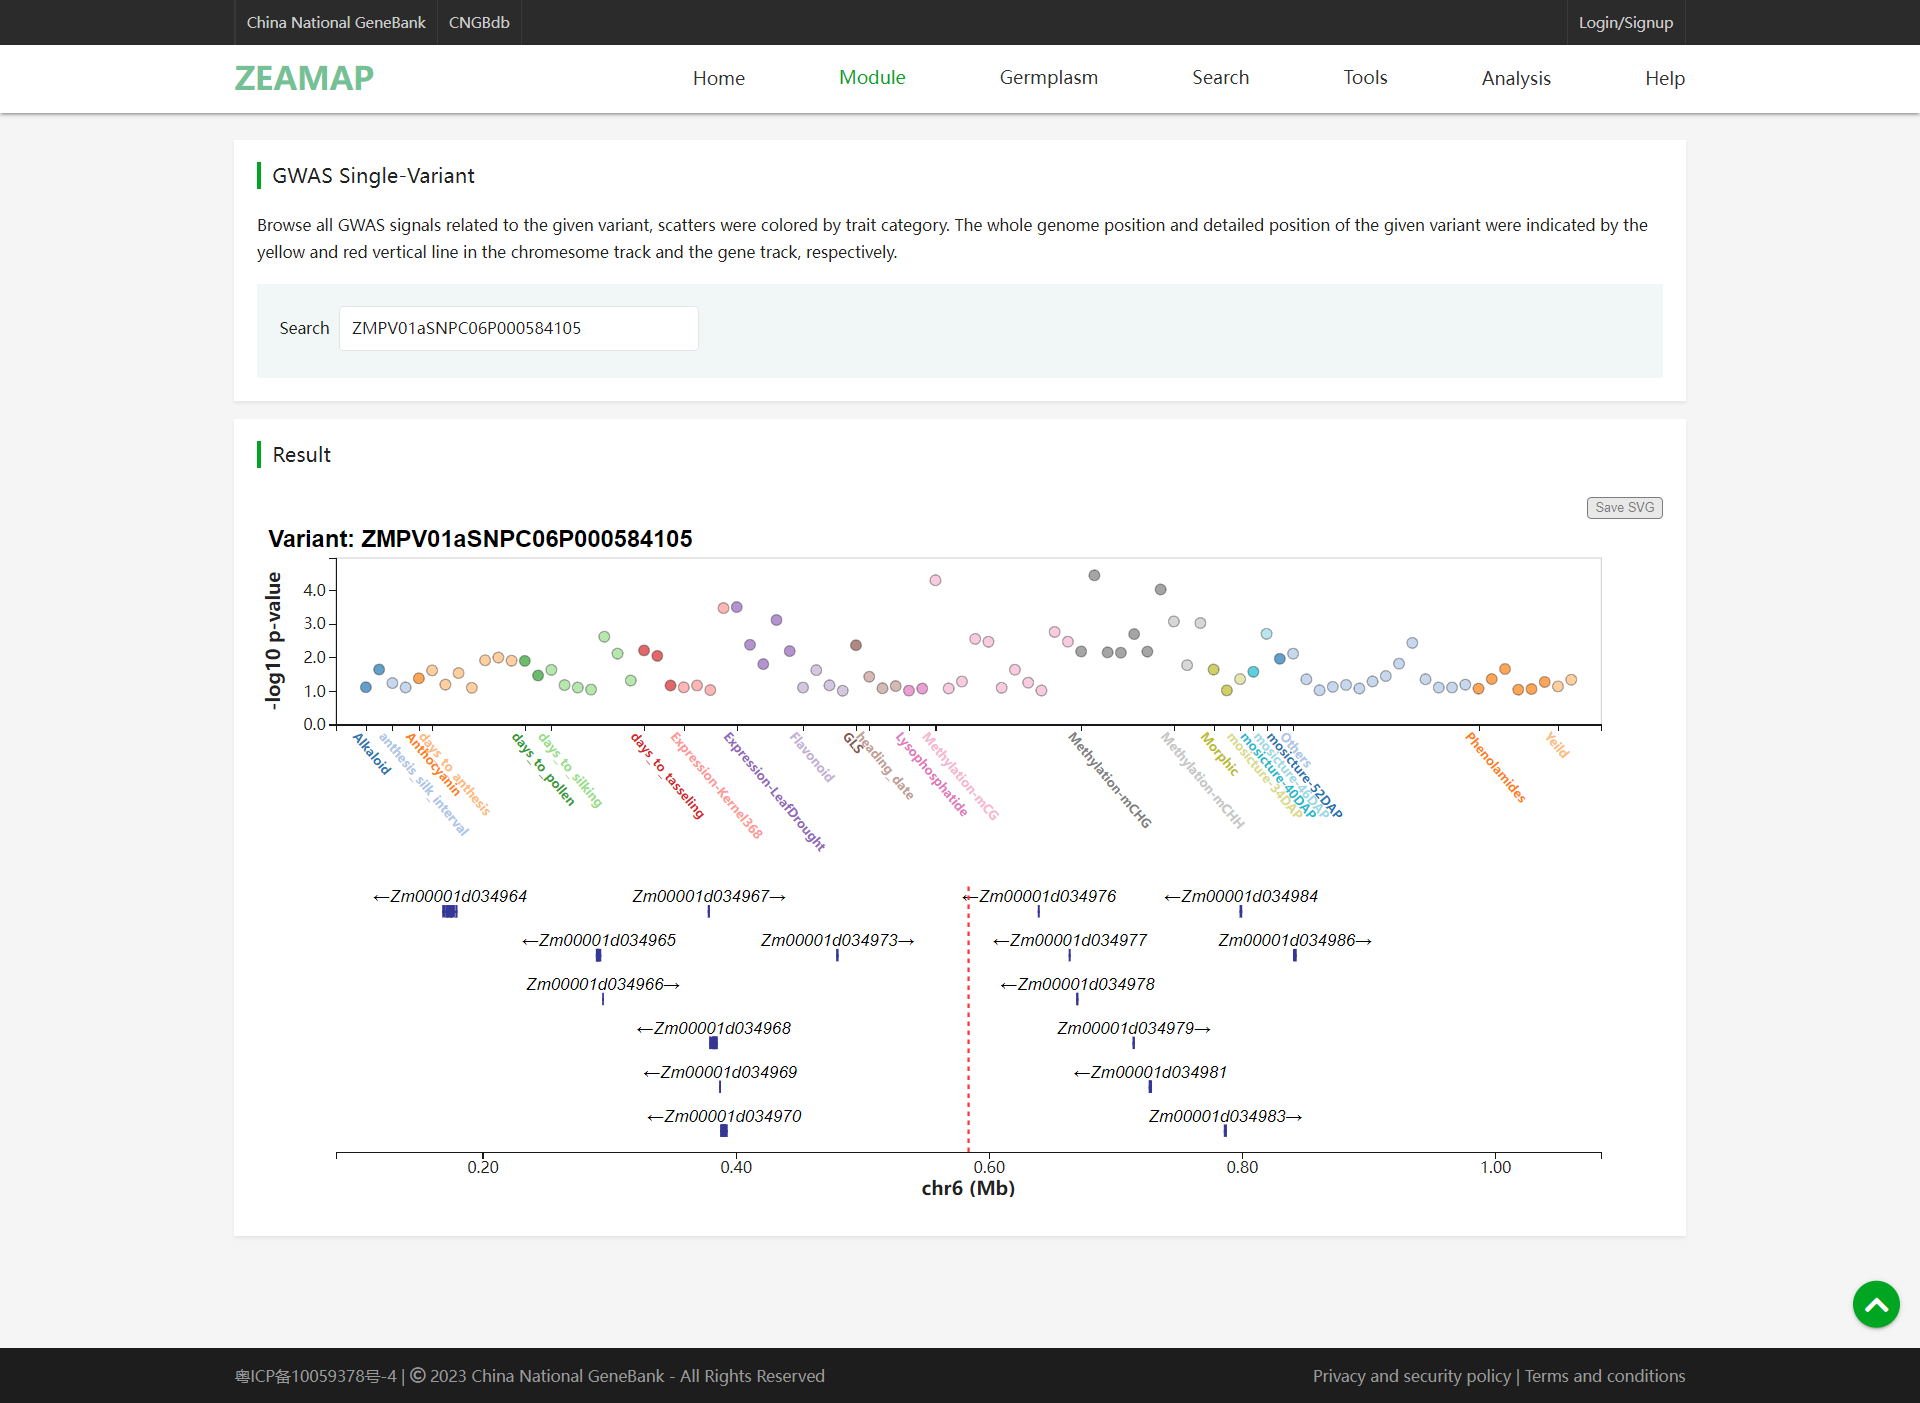 China National GeneBank CNGBdb Login/Signup
ZEAMAP Home Module Germplasm Search Tools Analysis Help
GWAS Single-Variant
Browse all GWAS signals related to the given variant, scatters were colored by trait category. The whole genome position and detailed position of the given variant were indicated by the
yellow and red vertical line in the chromesome track and the gene track, respectively.
Search ZMPV01aSNPC06P000584105
Result
Save SVG
Variant: ZMPV01aSNPC06P000584105
-log10 p-value
4.0
3.0
2.0
1.0
0.0
Alkaloid
anthesis_silk_interval
Anthocyanin
days_to_anthesis
days_to_pollen
days_to_silking
days_to_tasseling
Expression-Kernel368
Expression-LeafDrought
Flavonoid
GLS
heading_date
Lysophosphatide
Methylation-mCG
Methylation-mCHG
Methylation-mCHH
Morphic
mosicture-34DAP
mosicture-40DAP
mosicture-46DAP
mosicture-52DAP
Others
Phenolamides
Yeild
←Zm00001d034964 Zm00001d034967→ ←Zm00001d034976 ←Zm00001d034984
←Zm00001d034965 Zm00001d034973→ ←Zm00001d034977 Zm00001d034986→
Zm00001d034966→ ←Zm00001d034978
←Zm00001d034968 Zm00001d034979→
←Zm00001d034969 ←Zm00001d034981
←Zm00001d034970 Zm00001d034983→
0.20 0.40 0.60 0.80 1.00
chr6 (Mb)
粤ICP备10059378号-4 | © 2023 China National GeneBank - All Rights Reserved Privacy and security policy | Terms and conditions